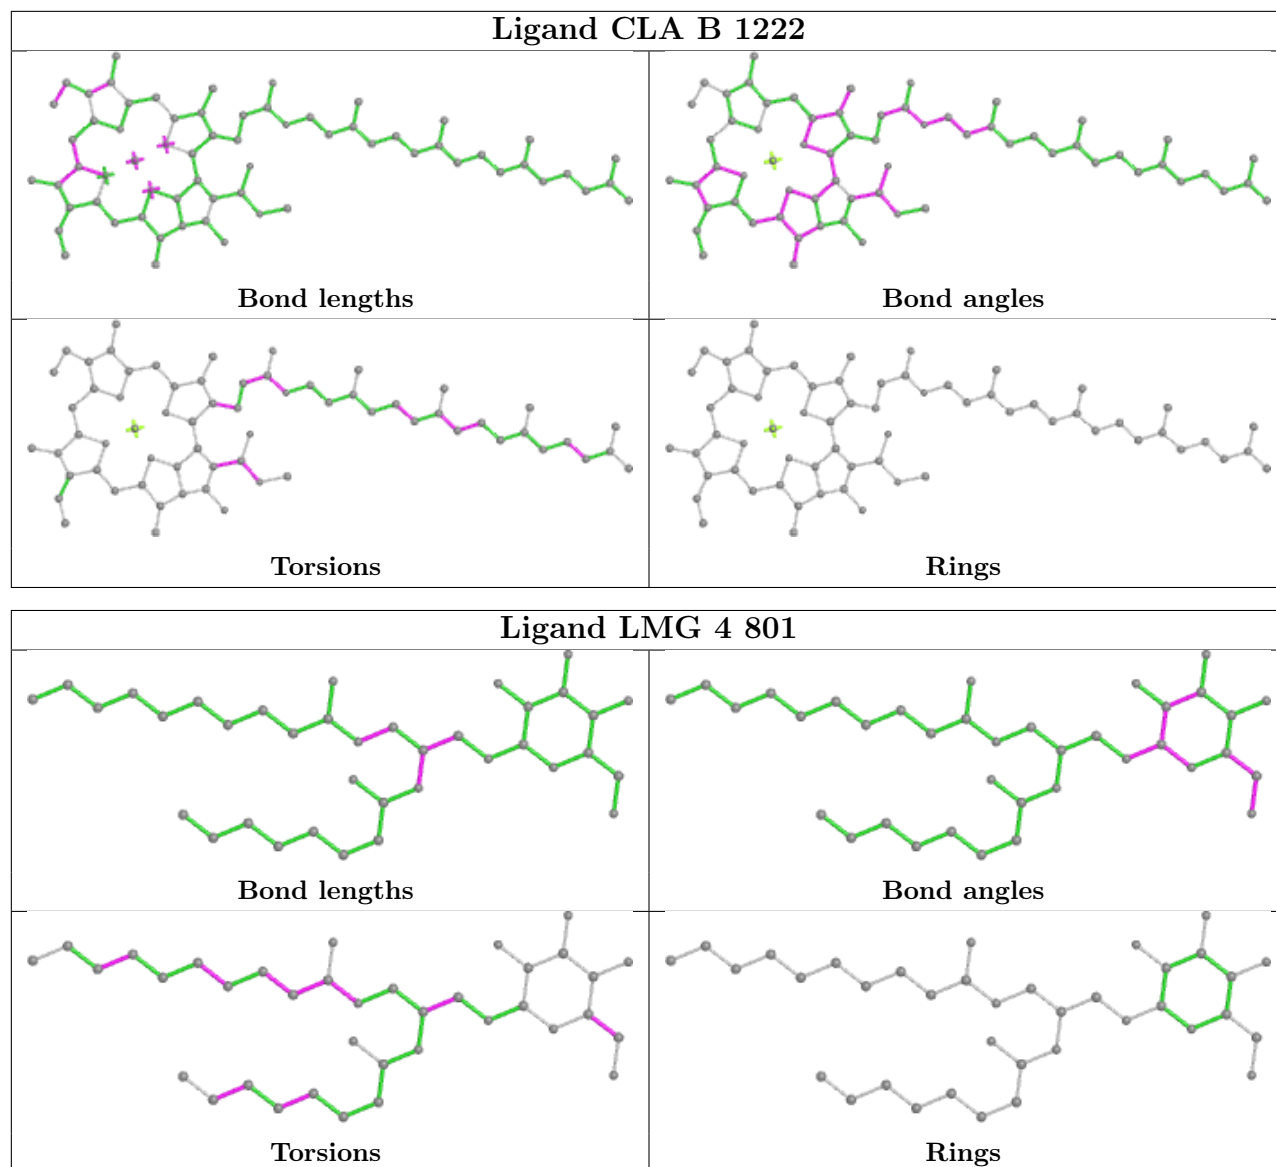 Ligand CLA B 1222
Bond lengths
Bond angles
Torsions
Rings
Ligand LMG 4 801
Bond lengths
Bond angles
Torsions
Rings